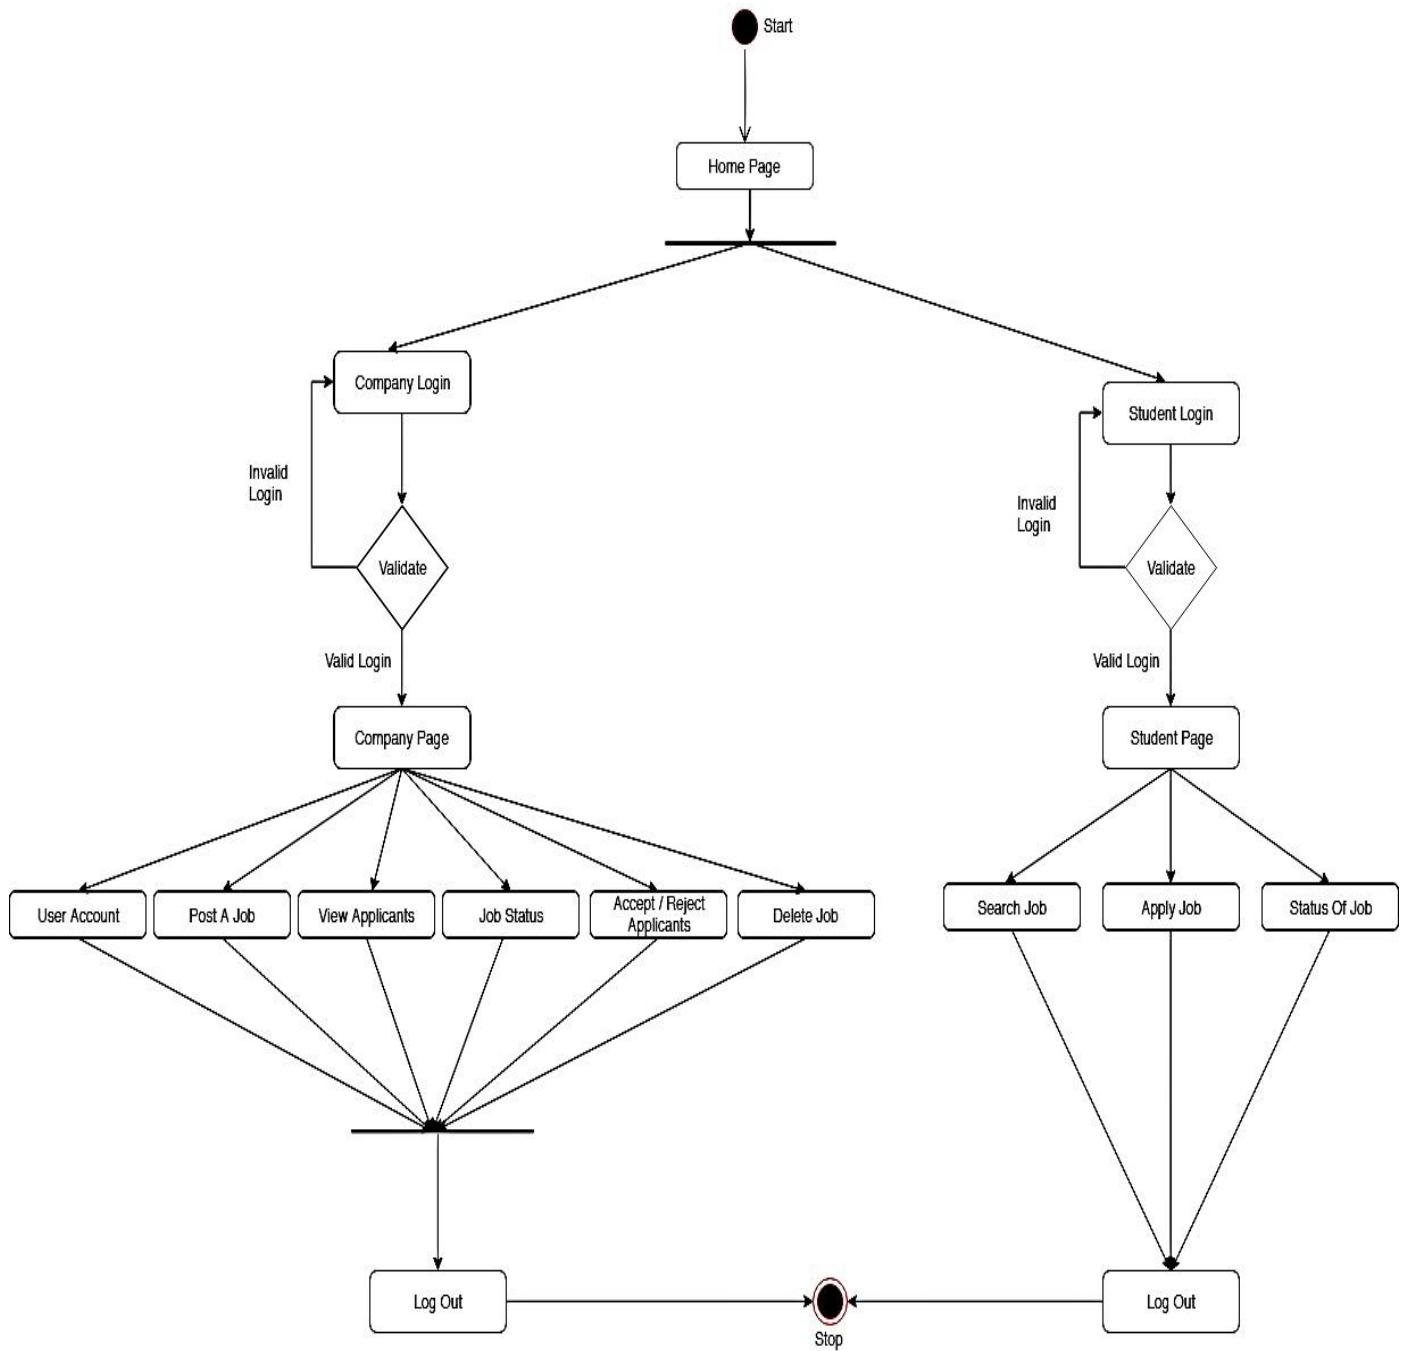 Start
Home Page
Company Login
Student Login
Invalid
Login
Invalid
Login
Validate
Validate
Valid Login
Valid Login
Company Page
Student Page
User Account
Post A Job
View Applicants
Job Status
Accept / Reject
Applicants
Delete Job
Search Job
Apply Job
Status Of Job
Log Out
Log Out
Stop